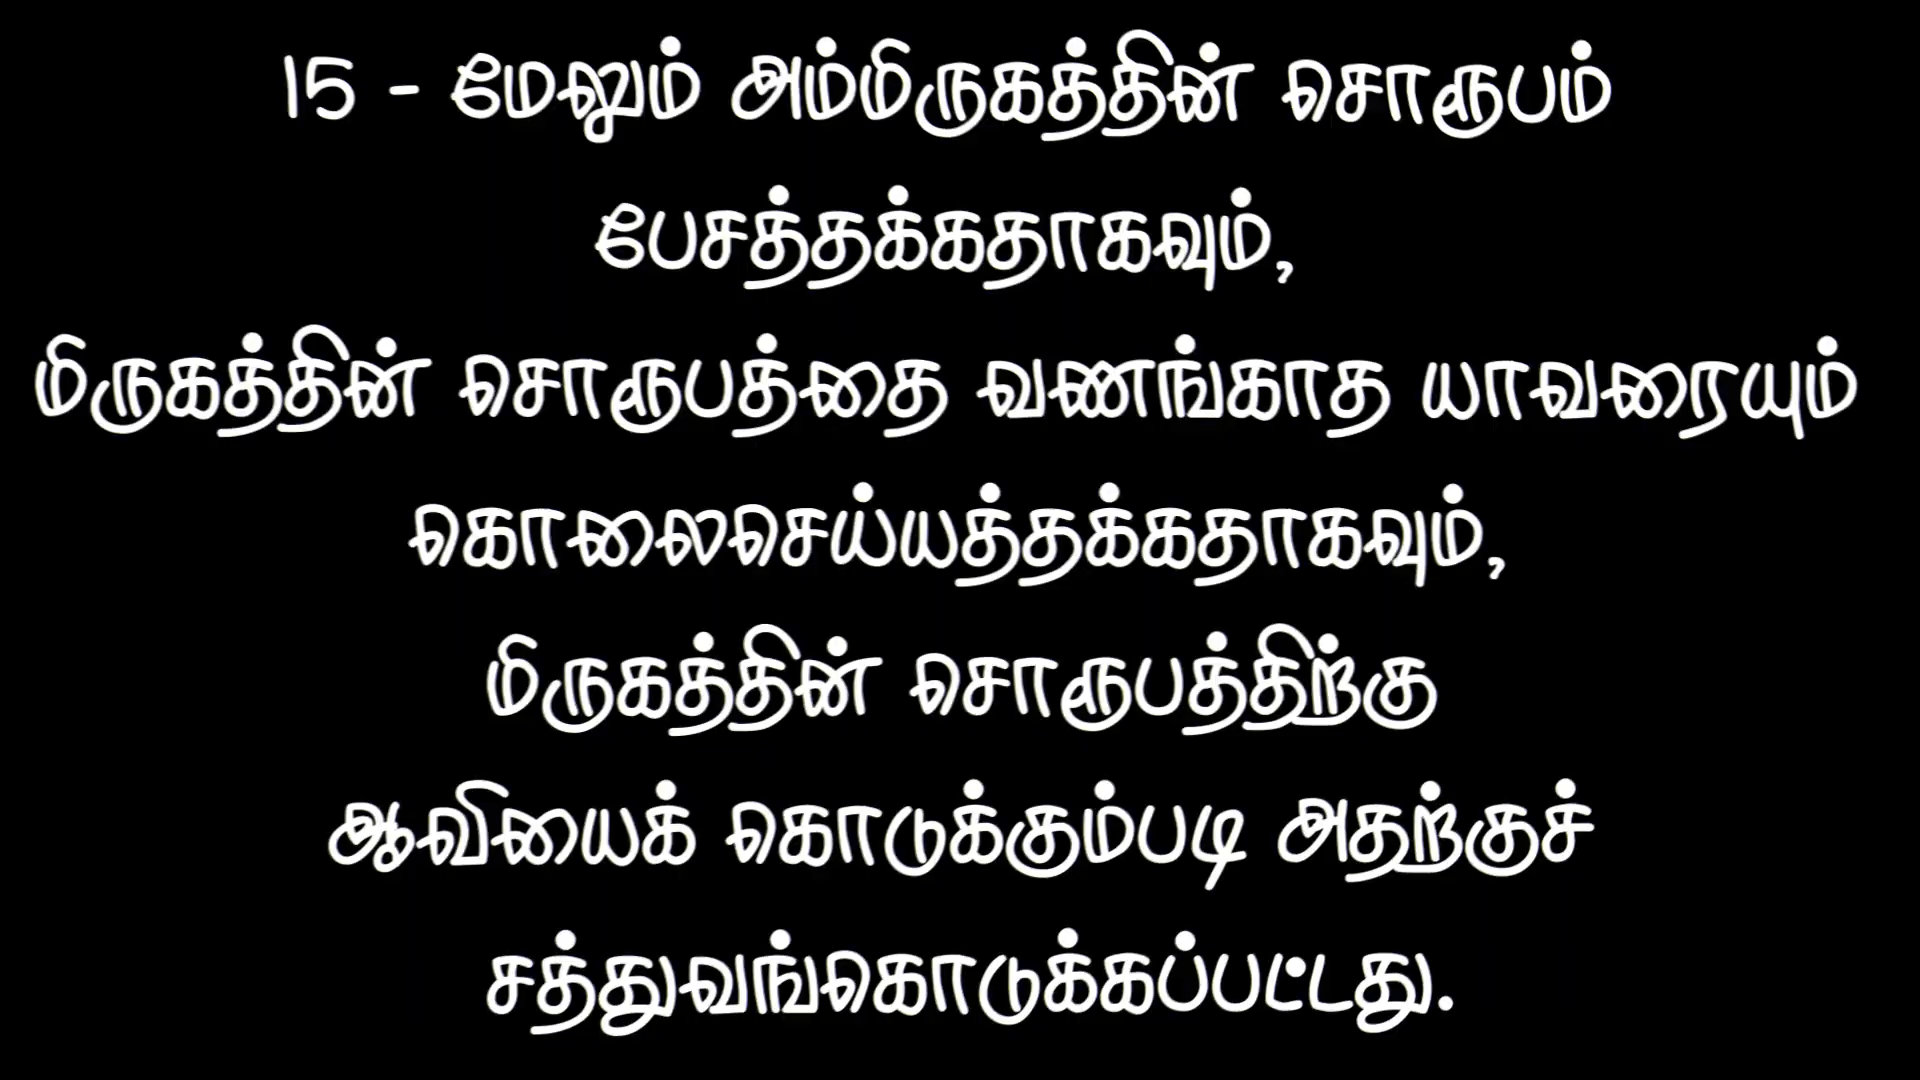 15 - மேலும் அம்மிருகத்தின் சொரூபம்
பேசத்தக்கதாகவும்,
மிருகத்தின் சொரூபத்தை வணங்காத யாவரையும்
கொலைசெய்யத்தக்கதாகவும்,
மிருகத்தின் சொரூபத்திற்கு
ஆவியைக் கொடுக்கும்படி அதற்குச்
சத்துவங்கொடுக்கப்பட்டது.